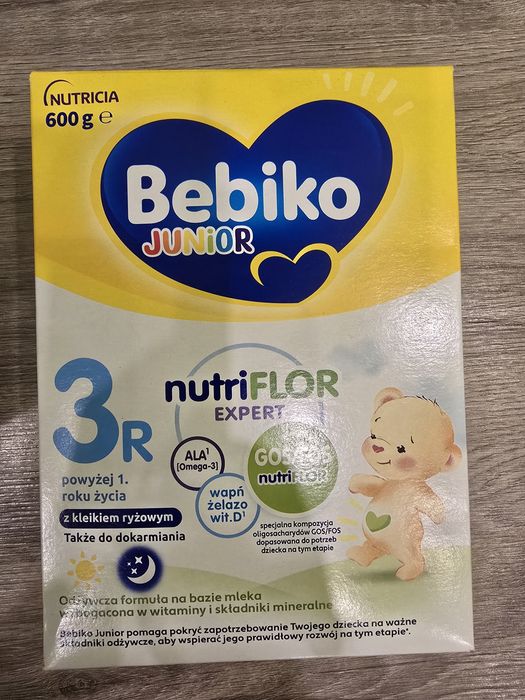 NUTRICIA
600 g ℮
Bebiko
JUNiOR
3R
powyżej 1.
roku życia
z kleikiem ryżowym
Także do dokarmiania
nutriFLOR
EXPERT
ALA¹
[Omega-3]
wapń
żelazo
wit.D¹
GOS/FOS
nutriFLOR
specjalna kompozycja
oligosacharydów GOS/FOS
dopasowana do potrzeb
dziecka na tym etapie
Odżywcza formuła na bazie mleka
wzbogacona w witaminy i składniki mineralne
Bebiko Junior pomaga pokryć zapotrzebowanie Twojego dziecka na ważne
składniki odżywcze, aby wspierać jego prawidłowy rozwój na tym etapie*.